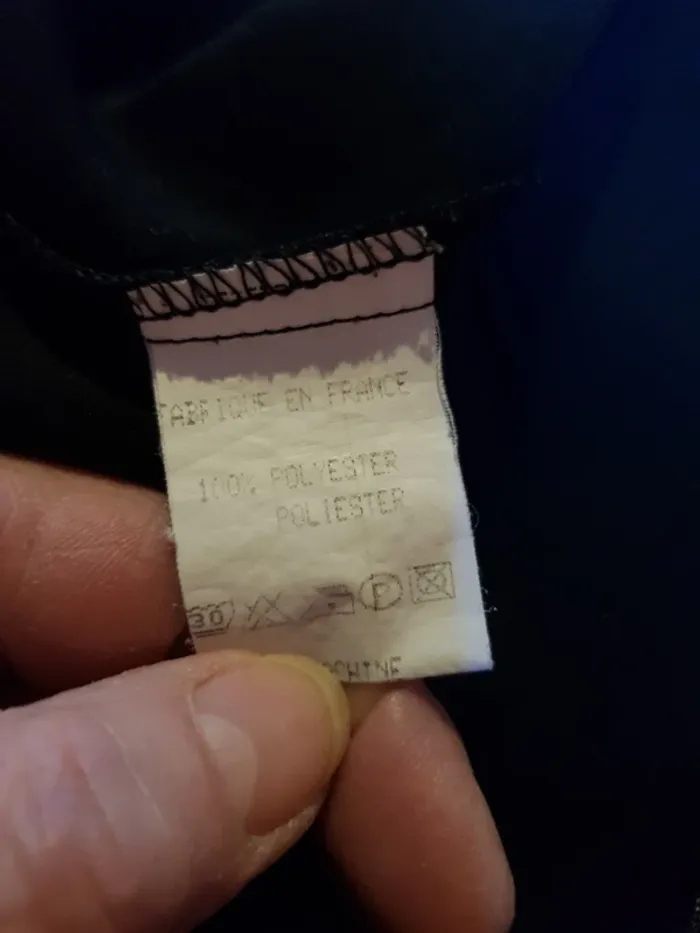 FABRIQUE EN FRANCE
100% POLYESTER
POLIESTER
30 P